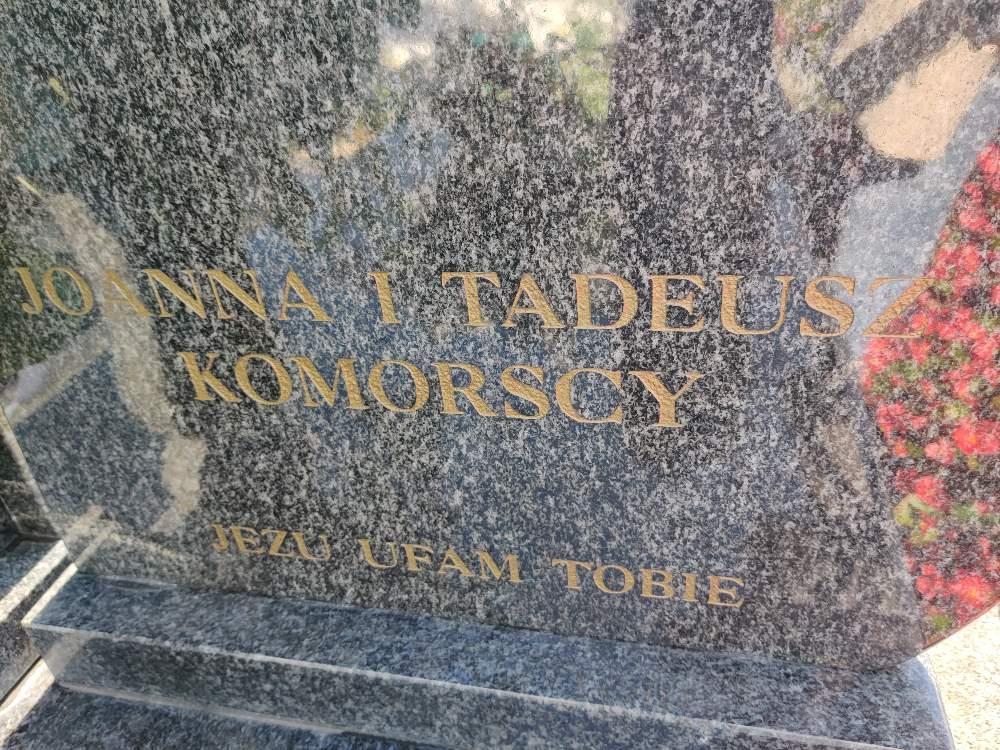 JOANNA I TADEUSZ
KOMORSCY
JEZU UFAM TOBIE